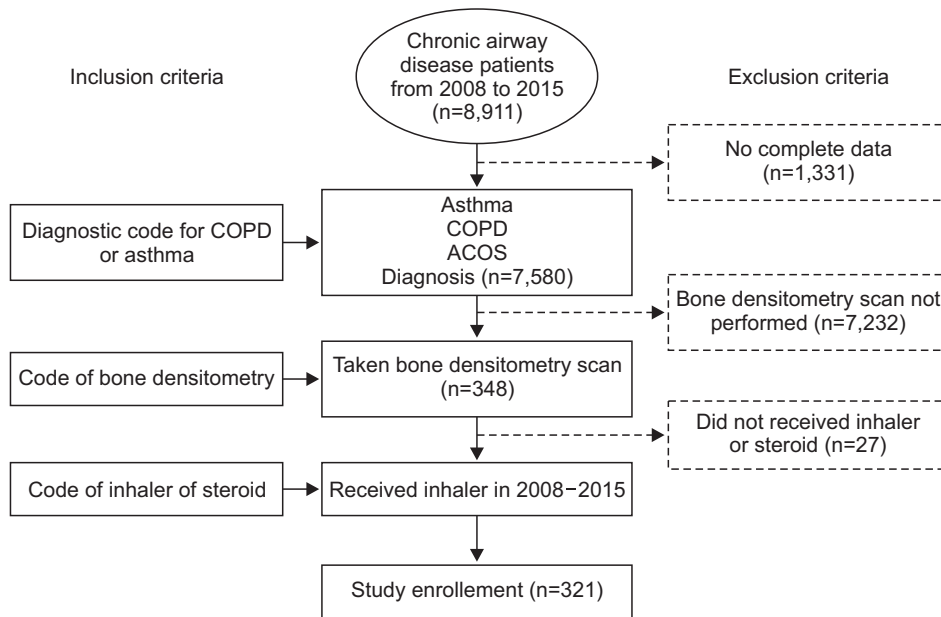 Inclusion criteria
Chronic airway
disease patients
from 2008 to 2015
(n=8,911)
Exclusion criteria
No complete data
(n=1,331)
Diagnostic code for COPD
or asthma
Asthma
COPD
ACOS
Diagnosis (n=7,580)
Bone densitometry scan not
performed (n=7,232)
Code of bone densitometry
Taken bone densitometry scan
(n=348)
Did not received inhaler
or steroid (n=27)
Code of inhaler of steroid
Received inhaler in 2008−2015
Study enrollement (n=321)